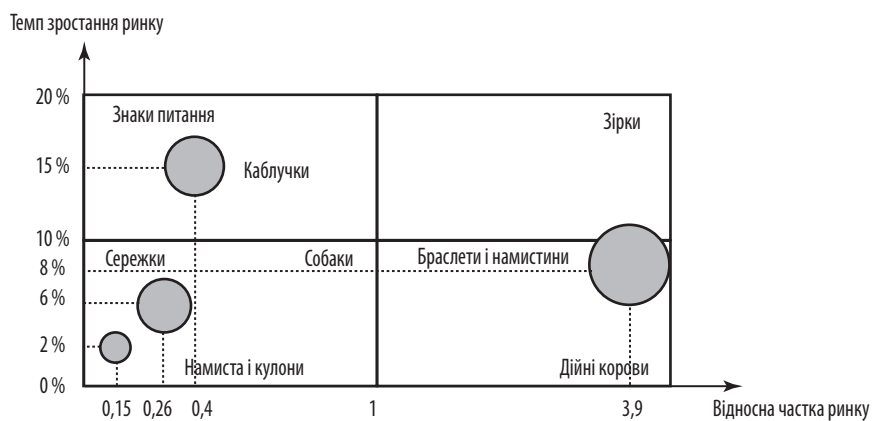 Темп зростання ринку
20 %
Знаки питання
Зірки
15 %
Каблучки
10 %
Сережки
Собаки
Браслети і намистини
8 %
6 %
2 %
Намиста і кулони
Дійні корови
0 %
0,15
0,26
0,4
1
3,9
Відносна частка ринку